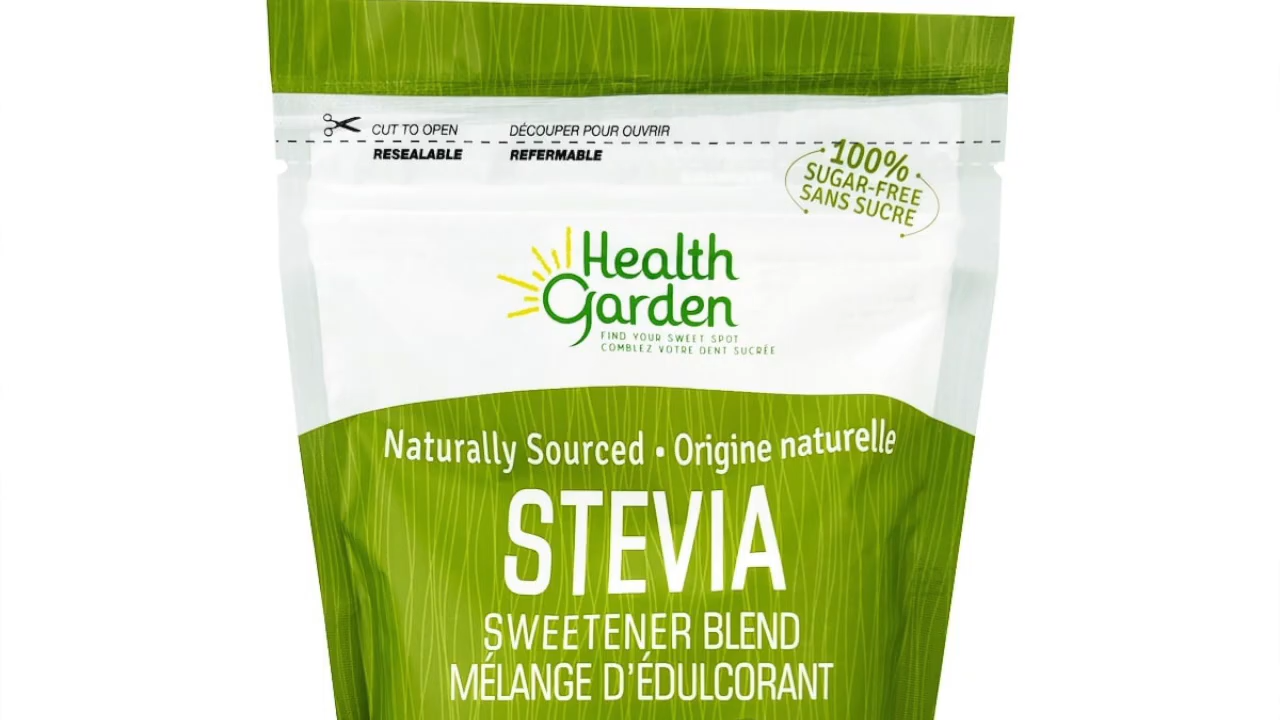 CUT TO OPEN
DÉCOUPER POUR OUVRIR
RESEALABLE
REFERMABLE
100%
SUGAR-FREE
SANS SUCRE
Health
Garden
FIND YOUR SWEET SPOT
COMBLEZ VOTRE DENT SUCRÉE
Naturally Sourced • Origine naturelle
STEVIA
SWEETENER BLEND
MÉLANGE D'ÉDULCORANT